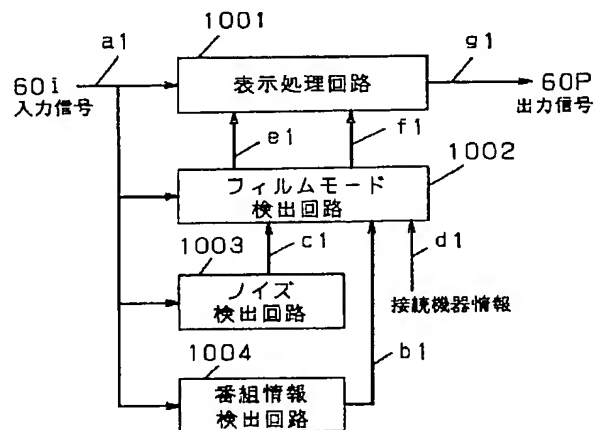 1001
a1
g1
60i
入力信号
表示処理回路
60P
出力信号
e1
f1
1002
フィルムモード
検出回路
1003
c1
d1
ノイズ
検出回路
接続機器情報
1004
b1
番組情報
検出回路